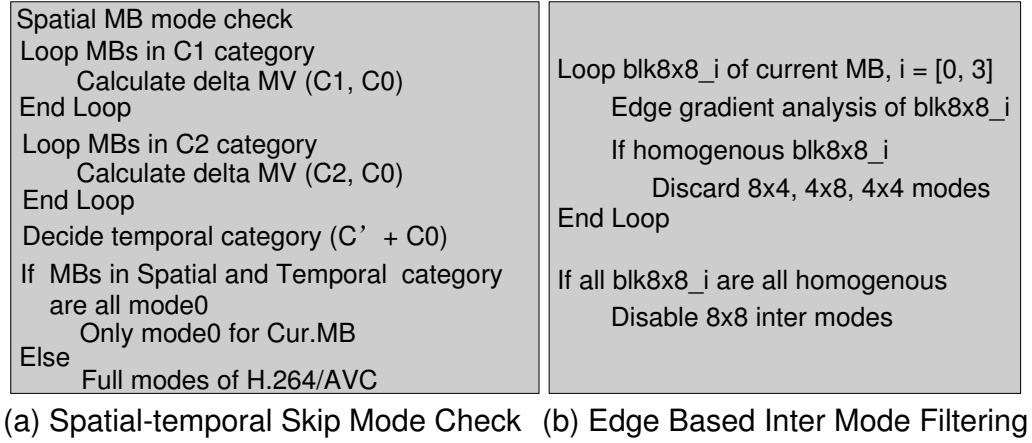 Spatial MB mode check
Loop MBs in C1 category
Calculate delta MV (C1, C0)
End Loop
Loop MBs in C2 category
Calculate delta MV (C2, C0)
End Loop
Decide temporal category (C’ + C0)
If MBs in Spatial and Temporal category
are all mode0
Only mode0 for Cur.MB
Else
Full modes of H.264/AVC
(a) Spatial-temporal Skip Mode Check
Loop blk8x8_i of current MB, i = [0, 3]
Edge gradient analysis of blk8x8_i
If homogenous blk8x8_i
Discard 8x4, 4x8, 4x4 modes
End Loop
If all blk8x8_i are all homogenous
Disable 8x8 inter modes
(b) Edge Based Inter Mode Filtering